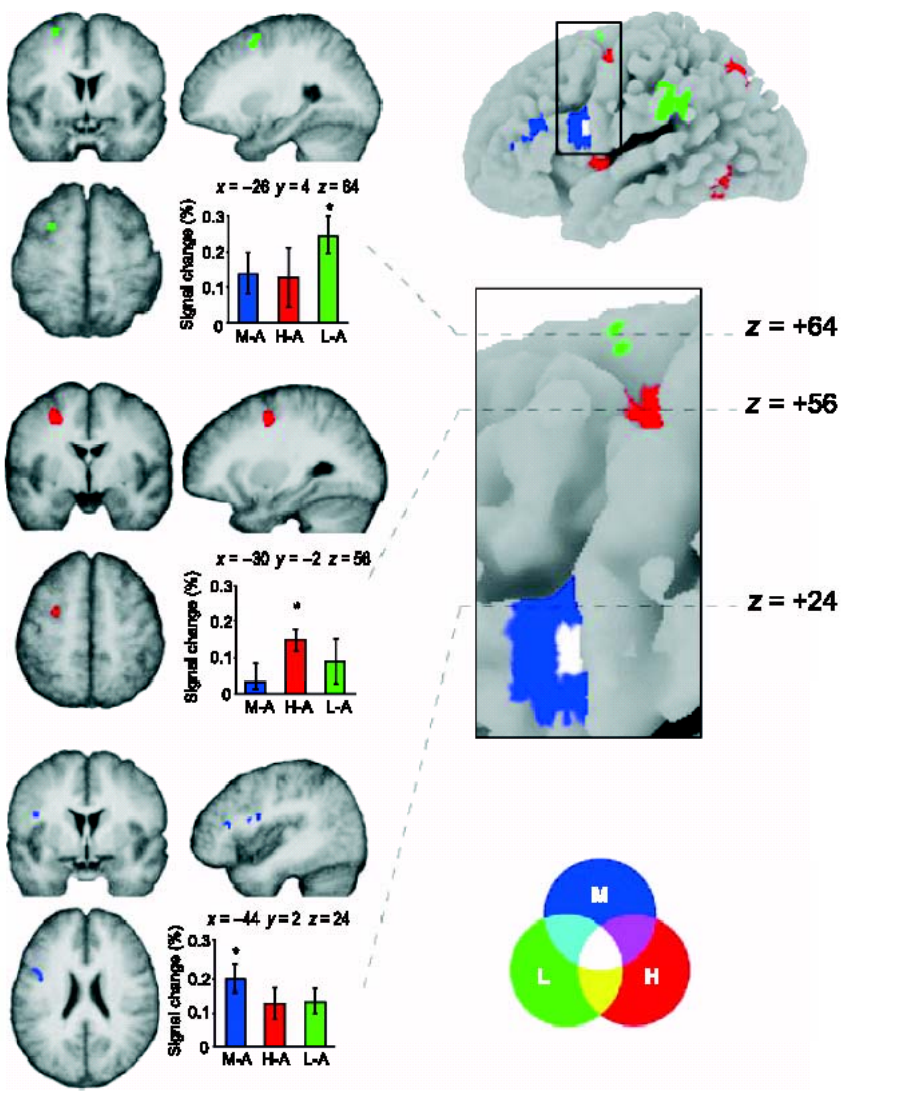 x = –26 y = 4 z = 64
Signal change (%)
0.3
0.2
0.1
0
*
M-A H-A L-A
x = –30 y = –2 z = 56
Signal change (%)
0.3
0.2
0.1
0
*
M-A H-A L-A
x = –44 y = 2 z = 24
Signal change (%)
0.3
0.2
0.1
0
*
M-A H-A L-A
z = +64
z = +56
z = +24
M
L H